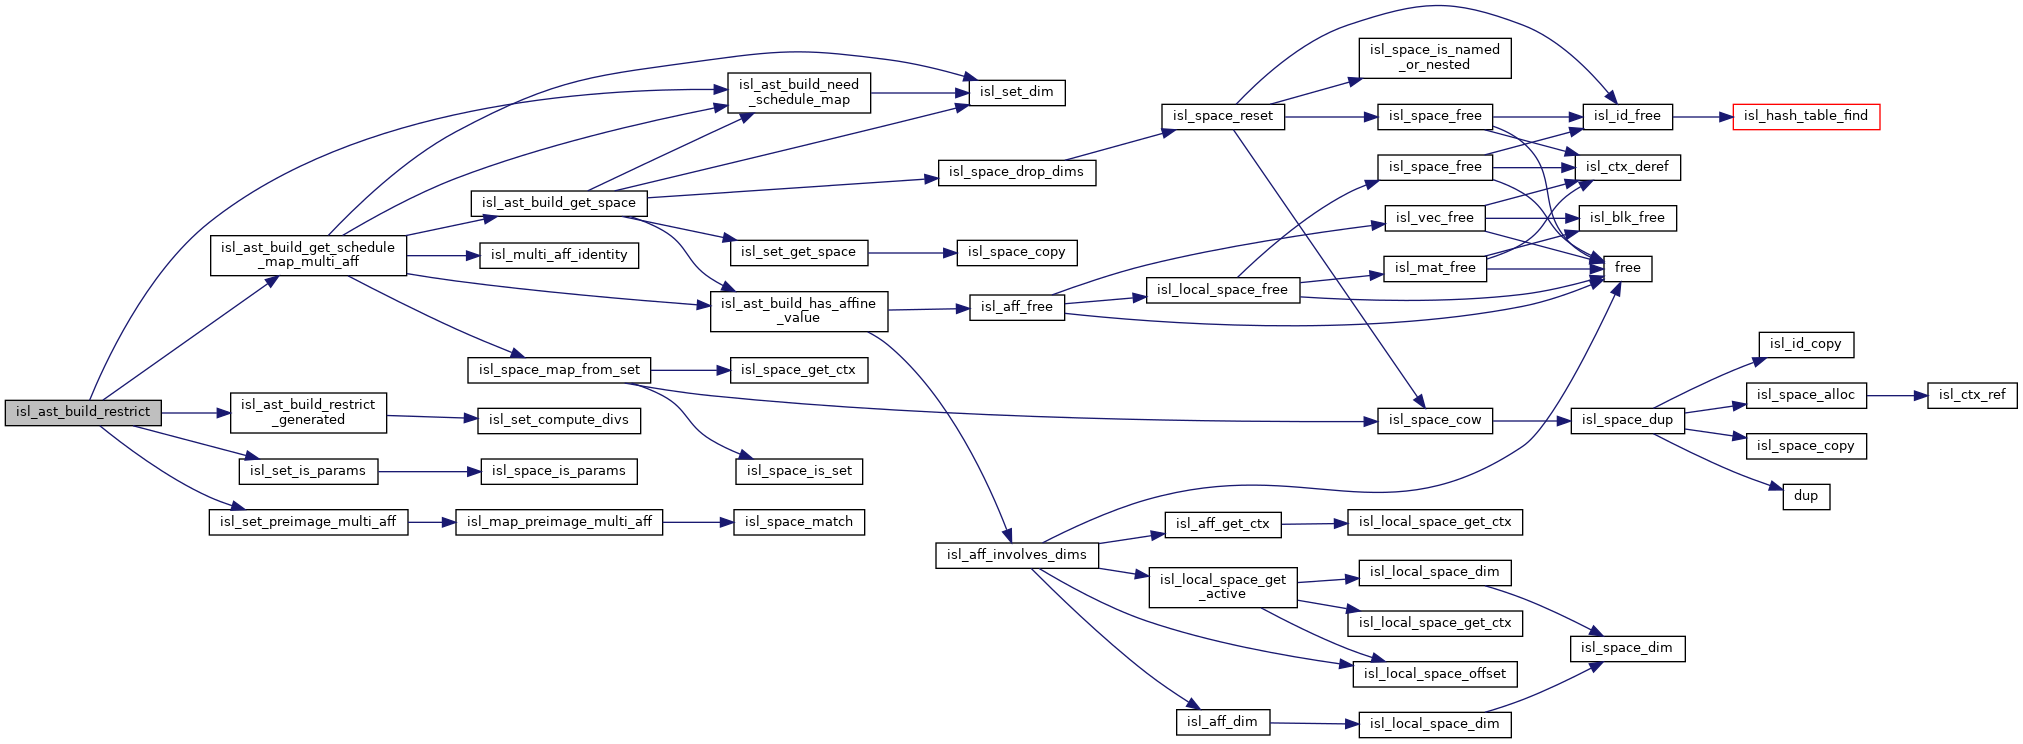 isl_ast_build_restrict
isl_ast_build_get_schedule
_map_multi_aff
isl_ast_build_restrict
_generated
isl_set_is_params
isl_set_preimage_multi_aff
isl_ast_build_get_space
isl_multi_aff_identity
isl_space_map_from_set
isl_set_compute_divs
isl_space_is_params
isl_map_preimage_multi_aff
isl_ast_build_need
_schedule_map
isl_set_get_space
isl_ast_build_has_affine
_value
isl_space_get_ctx
isl_space_is_set
isl_space_match
isl_set_dim
isl_space_drop_dims
isl_space_copy
isl_aff_free
isl_aff_involves_dims
isl_space_reset
isl_local_space_free
isl_aff_get_ctx
isl_local_space_get
_active
isl_aff_dim
isl_space_is_named
_or_nested
isl_space_free
isl_space_free
isl_vec_free
isl_mat_free
isl_space_cow
isl_local_space_get_ctx
isl_local_space_dim
isl_local_space_get_ctx
isl_local_space_offset
isl_local_space_dim
isl_id_free
isl_ctx_deref
isl_blk_free
free
isl_space_dup
isl_space_dim
isl_hash_table_find
isl_id_copy
isl_space_alloc
isl_space_copy
dup
isl_ctx_ref